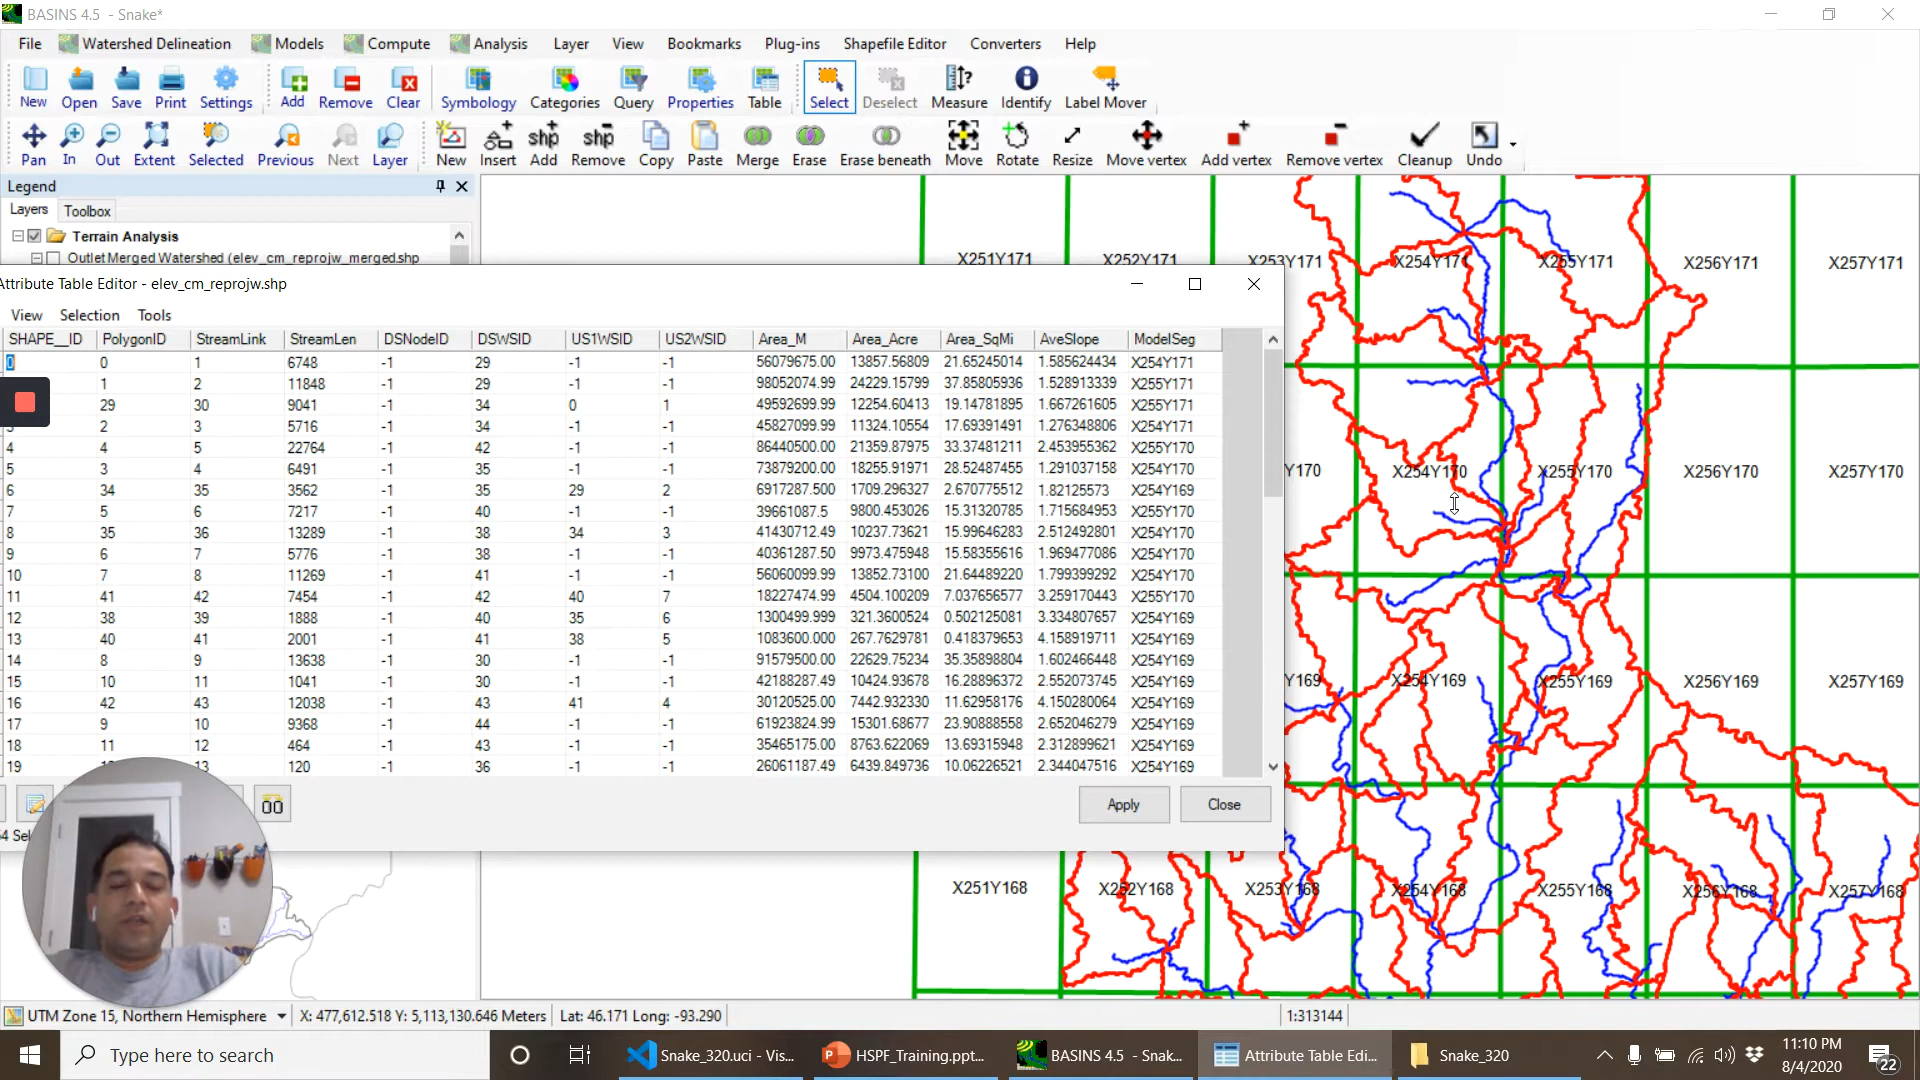 BASINS 4.5 - Snake*
File Watershed Delineation Models Compute Analysis Layer View Bookmarks Plug-ins Shapefile Editor Converters Help
New Open Save Print Settings Add Remove Clear Symbology Categories Query Properties Table Select Deselect Measure Identify Label Mover
Pan In Out Extent Selected Previous Next Layer New Insert Add Remove Copy Paste Merge Erase Erase beneath Move Rotate Resize Move vertex Add vertex Remove vertex Cleanup Undo
Legend
Layers Toolbox
Terrain Analysis
Outlet Merged Watershed (elev_cm_reprojw_merged.shp
X251Y171 X252Y171 X253Y171 X254Y171 X255Y171 X256Y171 X257Y171
Attribute Table Editor - elev_cm_reprojw.shp
View Selection Tools
SHAPE__ID PolygonID StreamLink StreamLen DSNodeID DSWSID US1WSID US2WSID Area_M Area_Acre Area_SqMi AveSlope ModelSeg
0 0 1 6748 -1 29 -1 -1 56079675.00 13857.56809 21.65245014 1.585624434 X254Y171
1 2 11848 -1 29 -1 -1 98052074.99 24229.15799 37.85805936 1.528913339 X255Y171
29 30 9041 -1 34 0 1 49592699.99 12254.60413 19.14781895 1.667261605 X255Y171
3 2 3 5716 -1 34 -1 -1 45827099.99 11324.10554 17.69391491 1.276348806 X254Y171
4 4 5 22764 -1 42 -1 -1 86440500.00 21359.87975 33.37481211 2.453955362 X255Y170
5 3 4 6491 -1 35 -1 -1 73879200.00 18255.91971 28.52487455 1.291037158 X254Y170
6 34 35 3562 -1 35 29 2 6917287.500 1709.296327 2.670775512 1.82125573 X254Y169
7 5 6 7217 -1 40 -1 -1 39661087.5 9800.453026 15.31320785 1.715684953 X255Y170
8 35 36 13289 -1 38 34 3 41430712.49 10237.73621 15.99646283 2.512492801 X254Y170
9 6 7 5776 -1 38 -1 -1 40361287.50 9973.475948 15.58355616 1.969477086 X254Y170
10 7 8 11269 -1 41 -1 -1 56060099.99 13852.73100 21.64489220 1.799399292 X254Y170
11 41 42 7454 -1 42 40 7 18227474.99 4504.100209 7.037656577 3.259170443 X255Y170
12 38 39 1888 -1 40 35 6 1300499.999 321.3600524 0.502125081 3.334807657 X254Y169
13 40 41 2001 -1 41 38 5 1083600.000 267.7629781 0.418379653 4.158919711 X254Y169
14 8 9 13638 -1 30 -1 -1 91579500.00 22629.75234 35.35898804 1.602466448 X254Y169
15 10 11 1041 -1 30 -1 -1 42188287.49 10424.93678 16.28896372 2.552073745 X254Y169
16 42 43 12038 -1 43 41 4 30120525.00 7442.932330 11.62958176 4.150280064 X254Y169
17 9 10 9368 -1 44 -1 -1 61923824.99 15301.68677 23.90888558 2.652046279 X254Y169
18 11 12 464 -1 43 -1 -1 35465175.00 8763.622069 13.69315948 2.312899621 X254Y169
19 13 120 -1 36 -1 -1 26061187.49 6439.849736 10.06226521 2.344047516 X254Y169
Apply Close
Y170 X254Y170 X255Y170 X256Y170 X257Y170
Y169 X254Y169 X255Y169 X256Y169 X257Y169
X251Y168 X252Y168 X253Y168 X254Y168 X255Y168 X256Y168 X257Y168
UTM Zone 15, Northern Hemisphere X: 477,612.518 Y: 5,113,130.646 Meters Lat: 46.171 Long: -93.290 1:313144
Type here to search Snake_320.uci - Vis... HSPF_Training.ppt... BASINS 4.5 - Snak... Attribute Table Edi... Snake_320
11:10 PM
8/4/2020
22